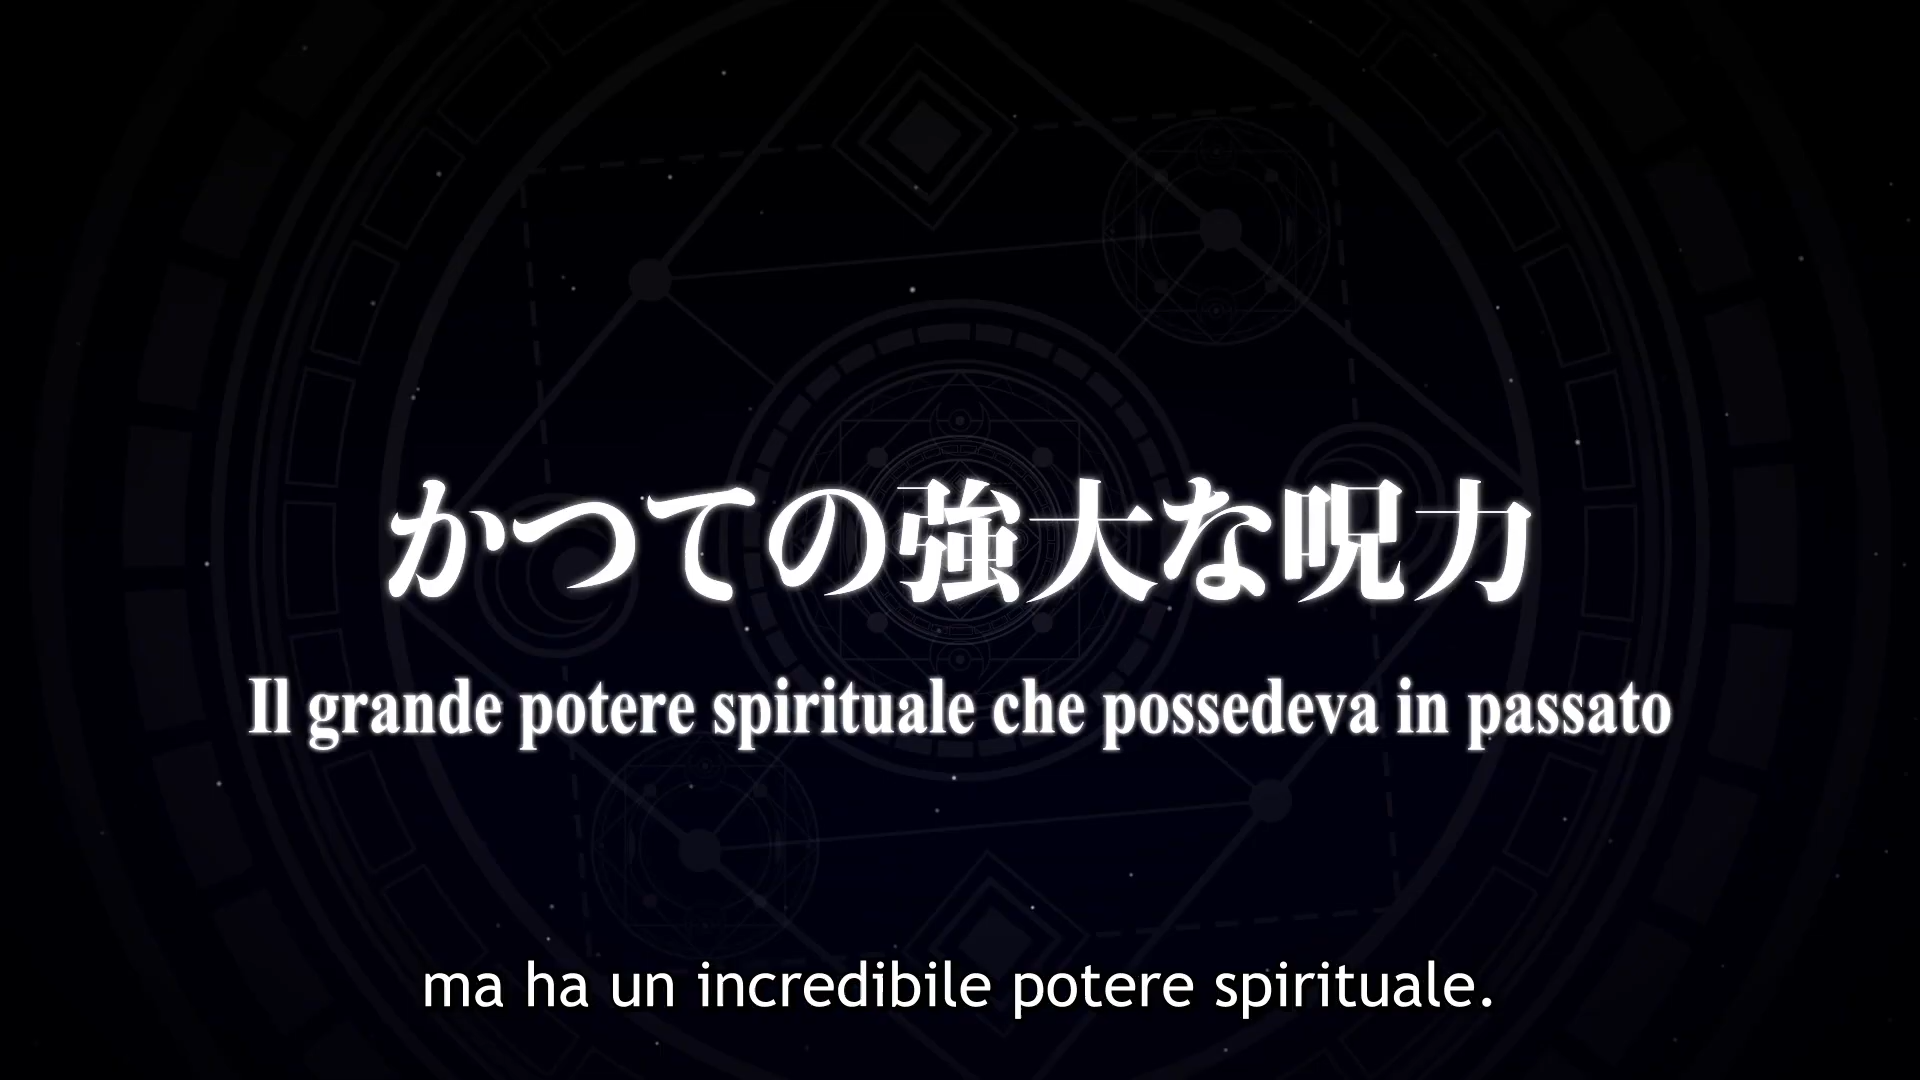 かつての強大な呪力
Il grande potere spirituale che possedeva in passato
ma ha un incredibile potere spirituale.